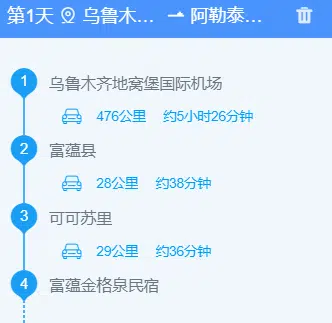 第1天 乌鲁木... 阿勒泰...
1 乌鲁木齐地窝堡国际机场
476公里 约5小时26分钟
2 富蕴县
28公里 约38分钟
3 可可苏里
29公里 约36分钟
4 富蕴金格泉民宿